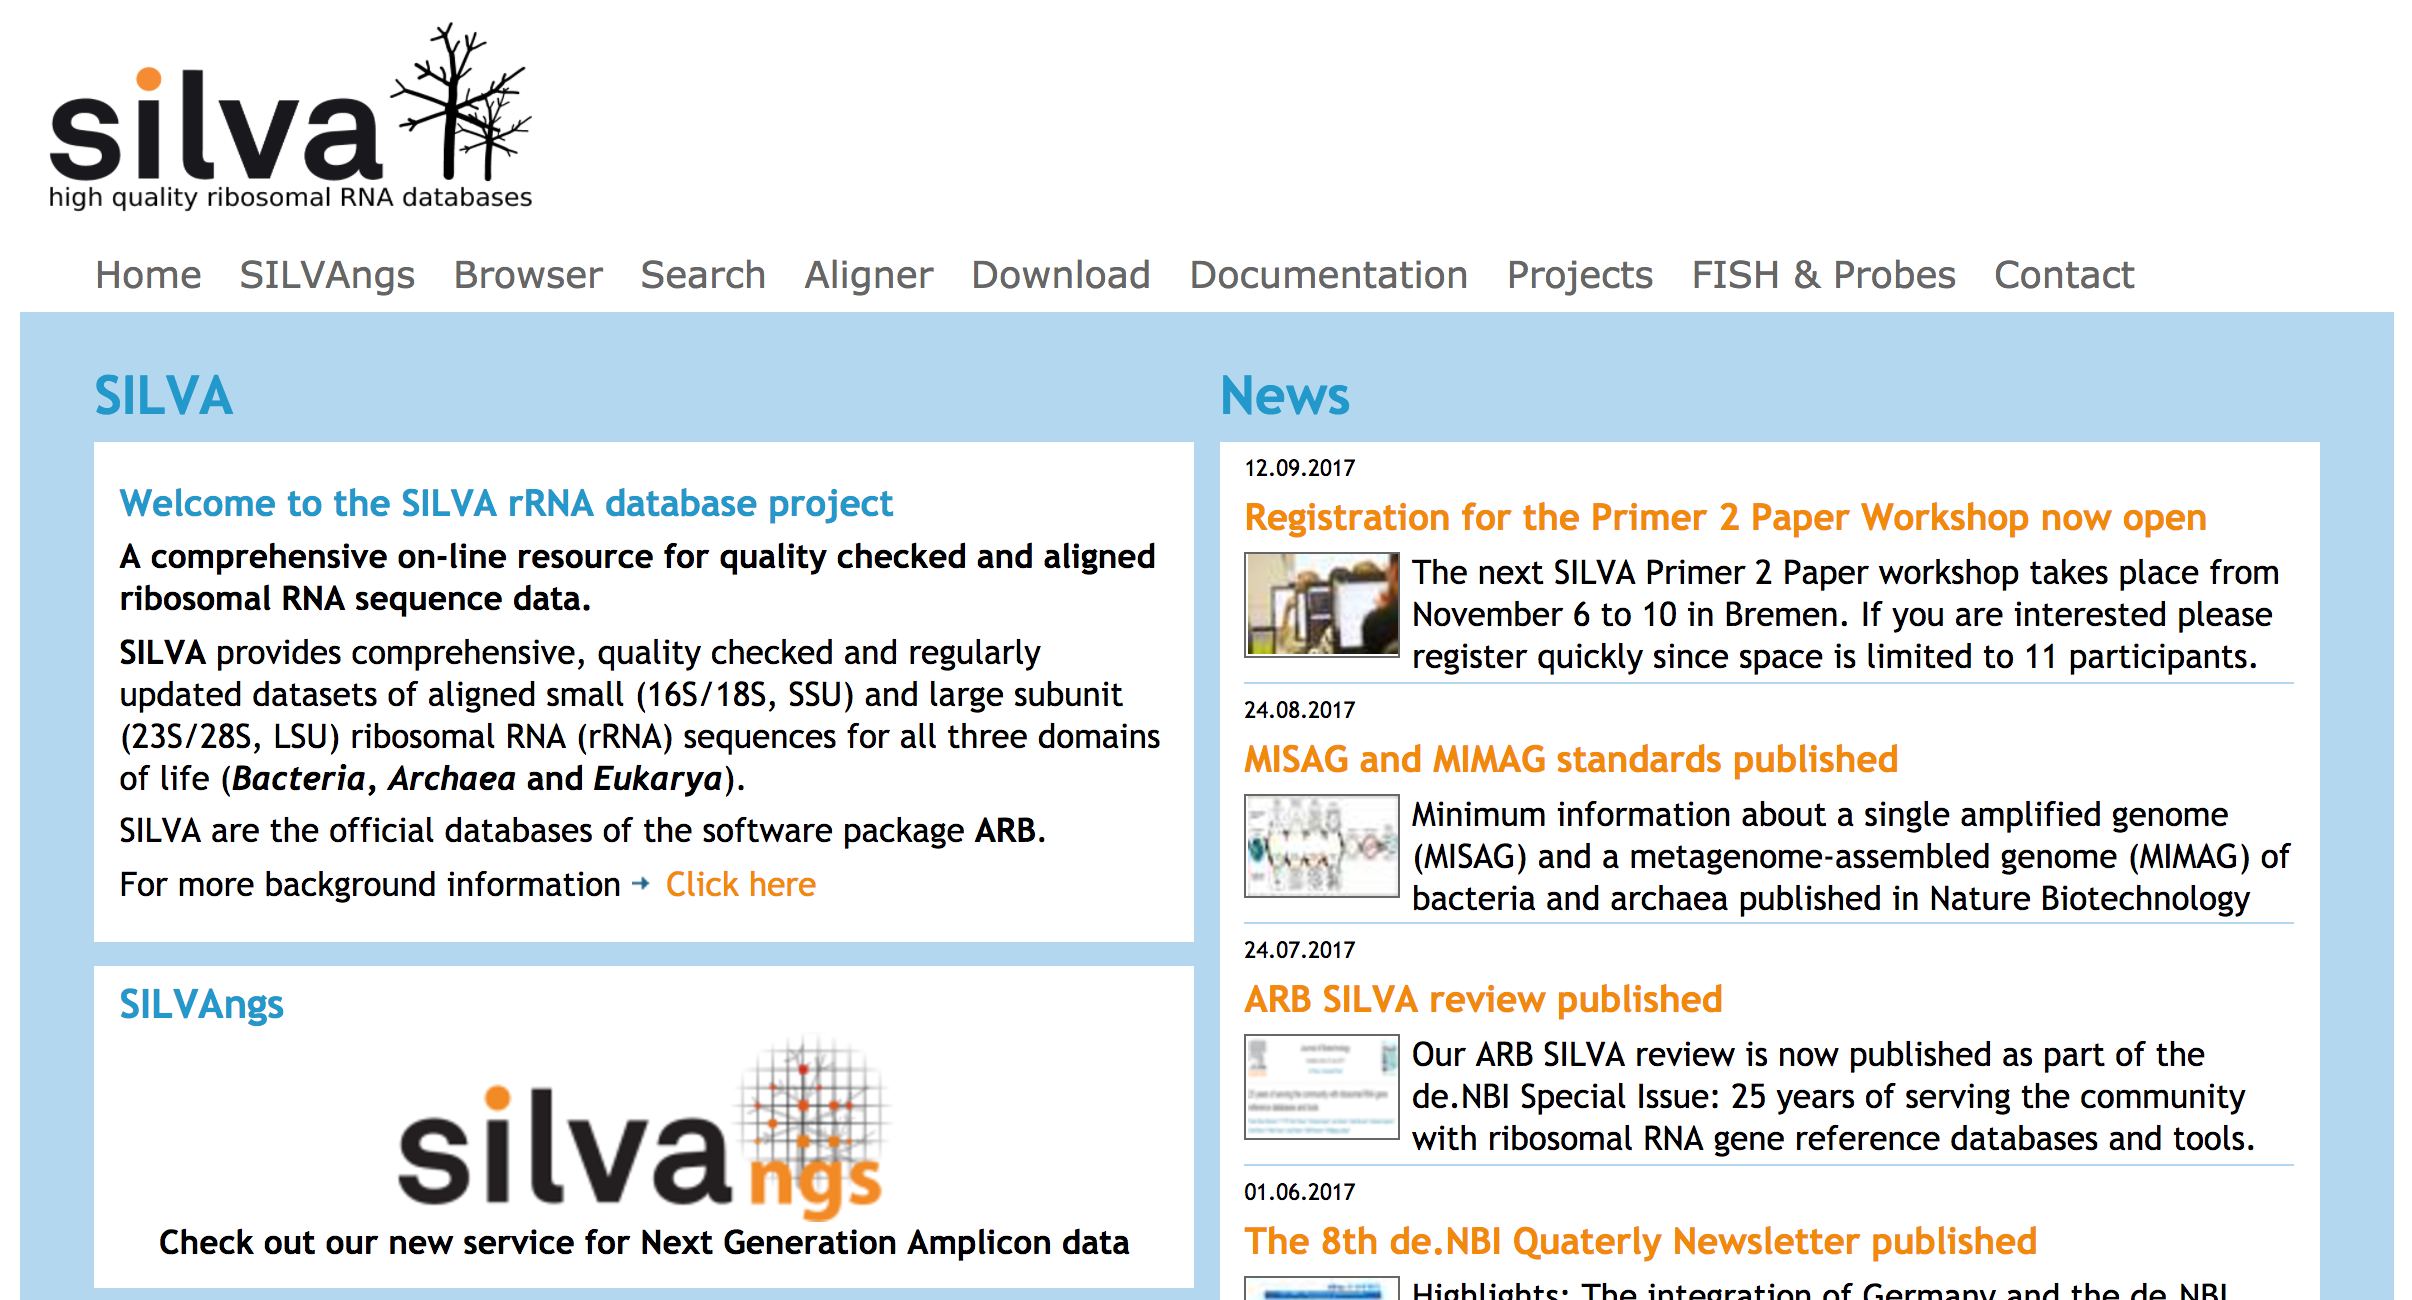 silva
high quality ribosomal RNA databases
Home SILVAngs Browser Search Aligner Download Documentation Projects FISH & Probes Contact
SILVA
Welcome to the SILVA rRNA database project
A comprehensive on-line resource for quality checked and aligned
ribosomal RNA sequence data.
SILVA provides comprehensive, quality checked and regularly
updated datasets of aligned small (16S/18S, SSU) and large subunit
(23S/28S, LSU) ribosomal RNA (rRNA) sequences for all three domains
of life (Bacteria, Archaea and Eukarya).
SILVA are the official databases of the software package ARB.
For more background information → Click here
SILVAngs
silva
ngs
Check out our new service for Next Generation Amplicon data
News
12.09.2017
Registration for the Primer 2 Paper Workshop now open
The next SILVA Primer 2 Paper workshop takes place from
November 6 to 10 in Bremen. If you are interested please
register quickly since space is limited to 11 participants.
24.08.2017
MISAG and MIMAG standards published
Minimum information about a single amplified genome
(MISAG) and a metagenome-assembled genome (MIMAG) of
bacteria and archaea published in Nature Biotechnology
24.07.2017
ARB SILVA review published
Our ARB SILVA review is now published as part of the
de.NBI Special Issue: 25 years of serving the community
with ribosomal RNA gene reference databases and tools.
01.06.2017
The 8th de.NBI Quaterly Newsletter published
Highlights: The integration of Germany and the de.NBI